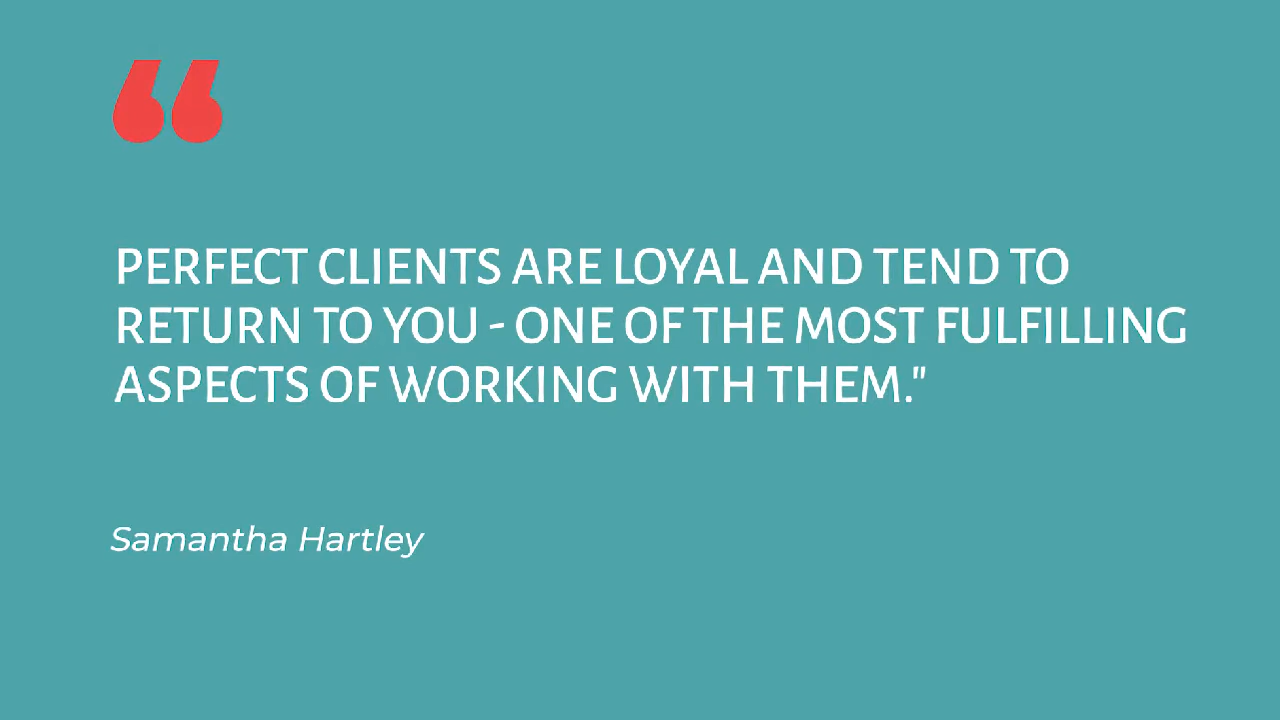 “
PERFECT CLIENTS ARE LOYAL AND TEND TO
RETURN TO YOU - ONE OF THE MOST FULFILLING
ASPECTS OF WORKING WITH THEM."
Samantha Hartley